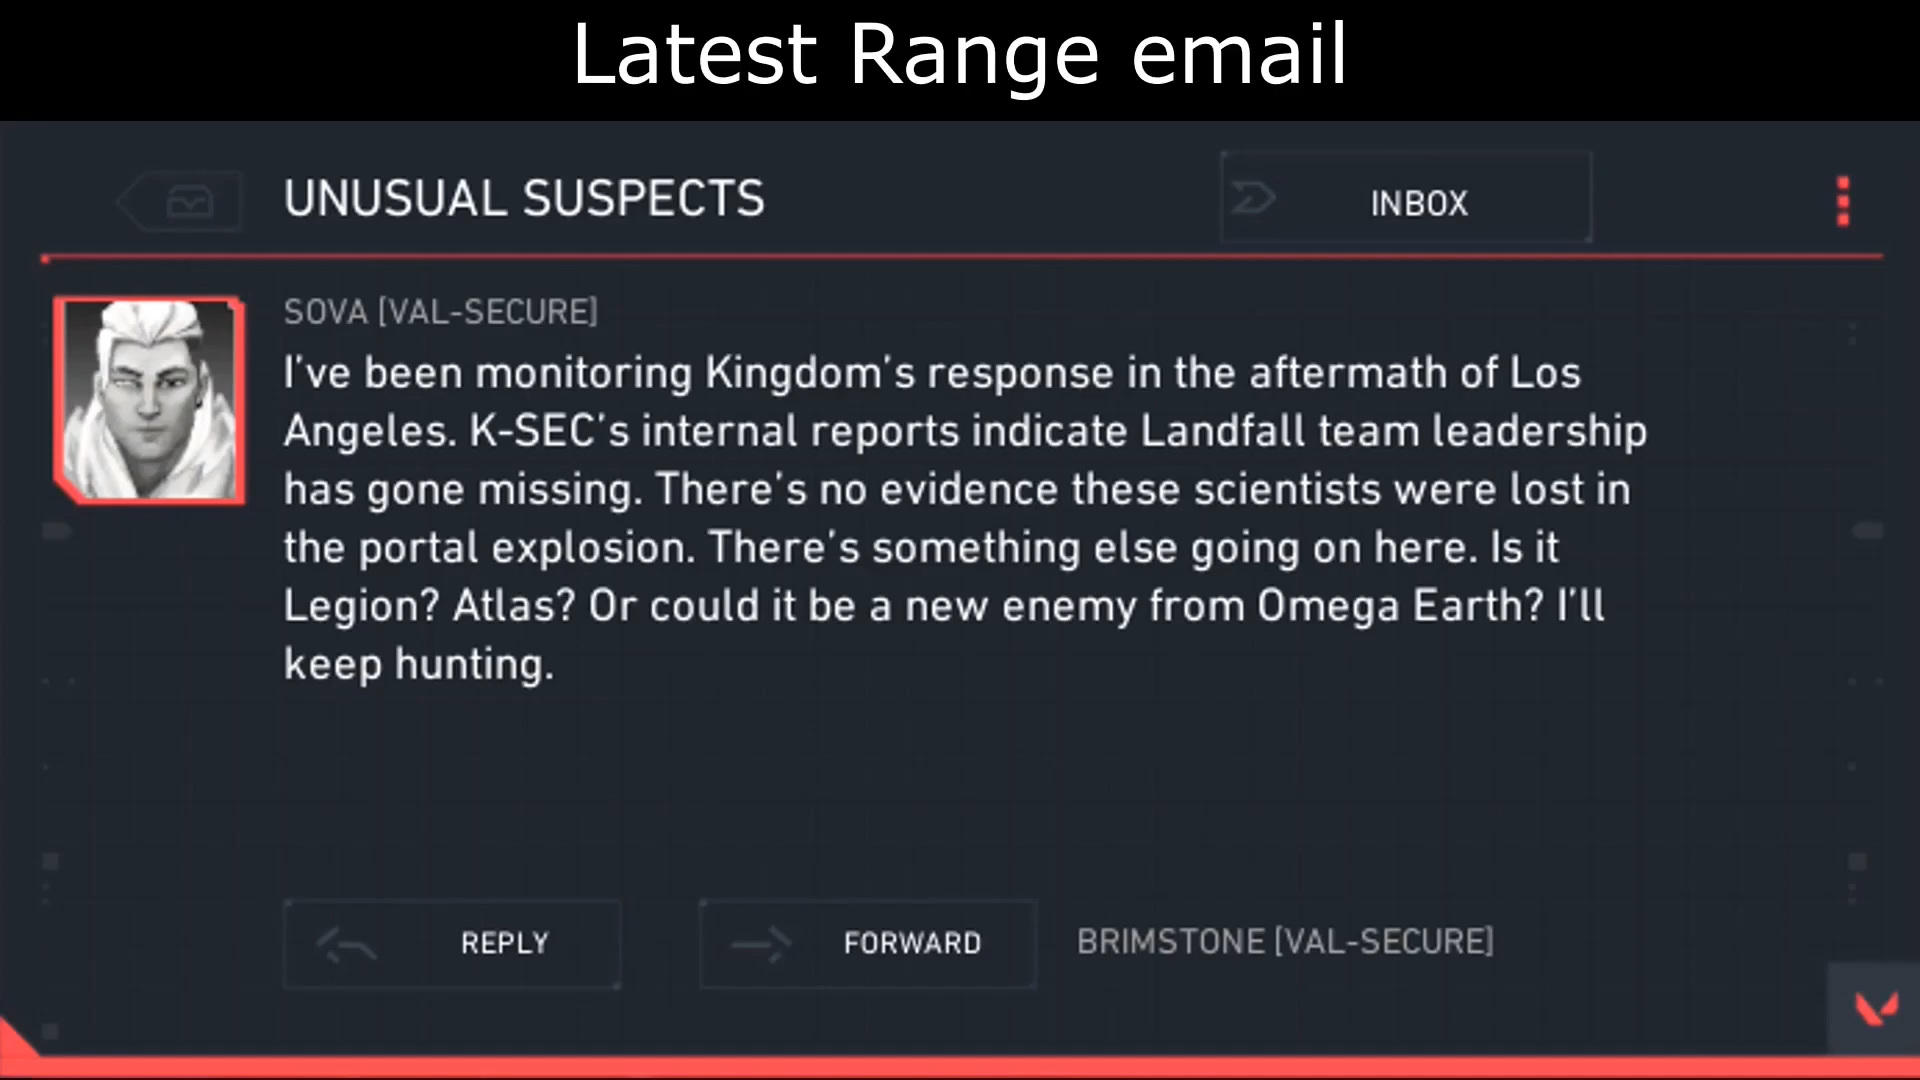 Latest Range email
UNUSUAL SUSPECTS
INBOX
SOVA [VAL-SECURE]
I've been monitoring Kingdom's response in the aftermath of Los
Angeles. K-SEC's internal reports indicate Landfall team leadership
has gone missing. There's no evidence these scientists were lost in
the portal explosion. There's something else going on here. Is it
Legion? Atlas? Or could it be a new enemy from Omega Earth? I'll
keep hunting.
REPLY
FORWARD
BRIMSTONE [VAL-SECURE]